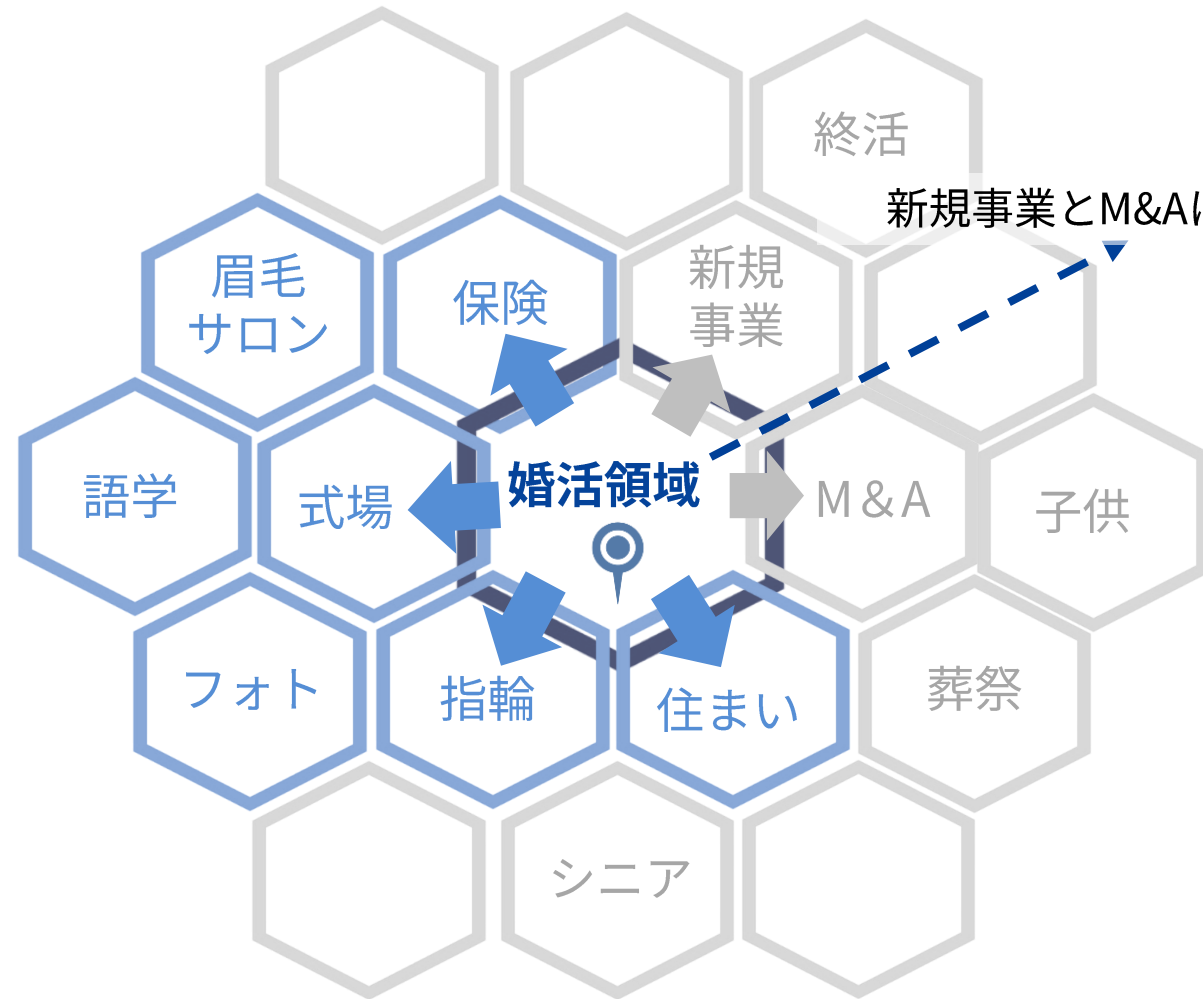 終活
新規事業とM&A
眉毛
サロン
保険
新規
事業
語学
式場
婚活領域
M&A
子供
フォト
指輪
住まい
葬祭
シニア